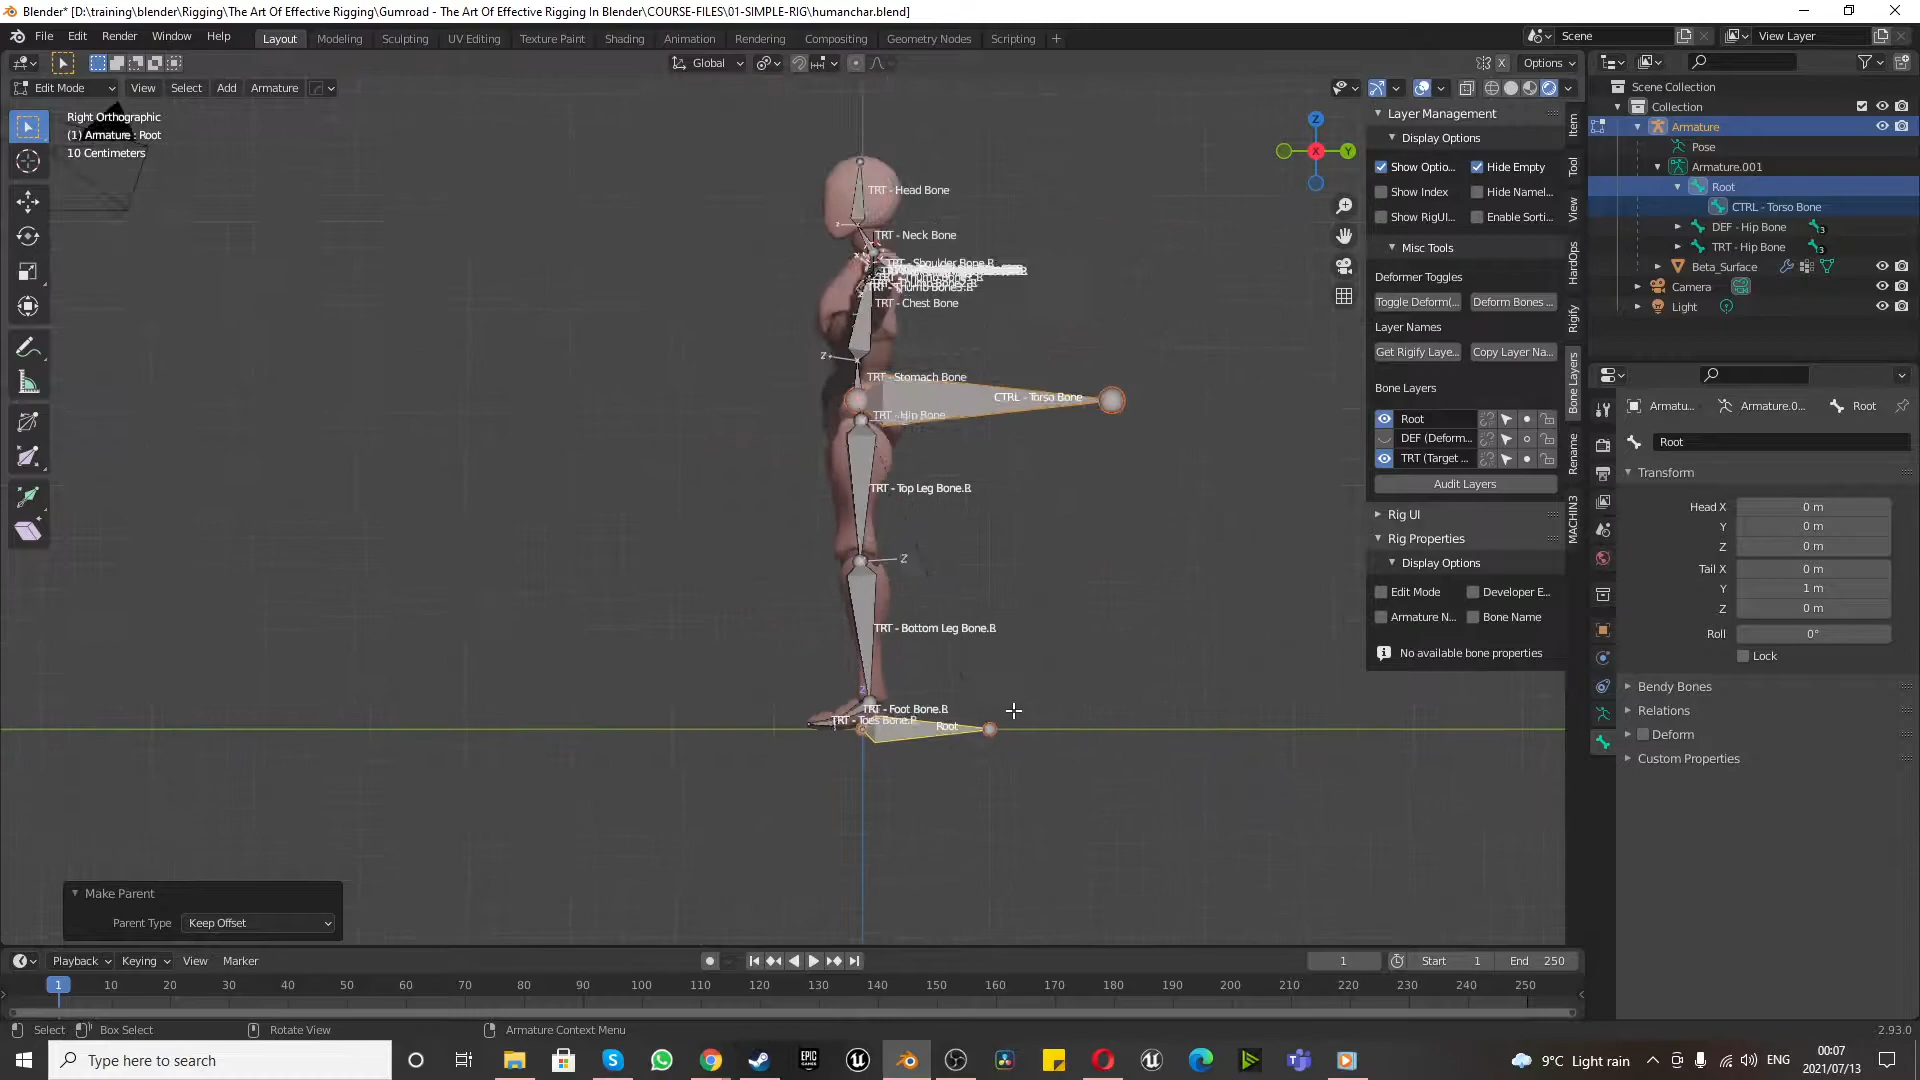 Blender* [D:\training\blender\Rigging\The Art Of Effective Rigging\Gumroad - The Art Of Effective Rigging In Blender\COURSE-FILES\01-SIMPLE-RIG\humanchar.blend]
File Edit Render Window Help Layout Modeling Sculpting UV Editing Texture Paint Shading Animation Rendering Compositing Geometry Nodes Scripting + Scene View Layer
Global Options
Edit Mode View Select Add Armature
Right Orthographic
(1) Armature : Root
10 Centimeters
TRT - Head Bone
TRT - Neck Bone
TRT - Shoulder Bone.R
TRT - Chest Bone
TRT - Stomach Bone
CTRL - Torso Bone
TRT - Hip Bone
TRT - Top Leg Bone.R
Z
Z
TRT - Bottom Leg Bone.R
TRT - Foot Bone.R
TRT - Toes Bone.R
Root
Z
X
Y
Layer Management
Display Options
Show Optio... Hide Empty
Show Index Hide Namel...
Show RigUI... Enable Sorti...
Misc Tools
Deformer Toggles
Toggle Deform(... Deform Bones ...
Layer Names
Get Rigify Laye... Copy Layer Na...
Bone Layers
Root
DEF (Deform...
TRT (Target ...
Audit Layers
Rig UI
Rig Properties
Display Options
Edit Mode Developer E...
Armature N... Bone Name
No available bone properties
Item
Tool
View
HardOps
Rigify
Bone Layers
Rename
MACHIN3
Scene Collection
Collection
Armature
Pose
Armature.001
Root
CTRL - Torso Bone
DEF - Hip Bone 3
TRT - Hip Bone 3
Beta_Surface
Camera
Light
Armatu... Armature.0... Root
Root
Transform
Head X 0 m
Y 0 m
Z 0 m
Tail X 0 m
Y 1 m
Z 0 m
Roll 0°
Lock
Bendy Bones
Relations
Deform
Custom Properties
Make Parent
Parent Type Keep Offset
Playback Keying View Marker 1 Start 1 End 250
1 10 20 30 40 50 60 70 80 90 100 110 120 130 140 150 160 170 180 190 200 210 220 230 240 250
Select Box Select Rotate View Armature Context Menu 2.93.0
Type here to search 9°C Light rain ENG 00:07
2021/07/13